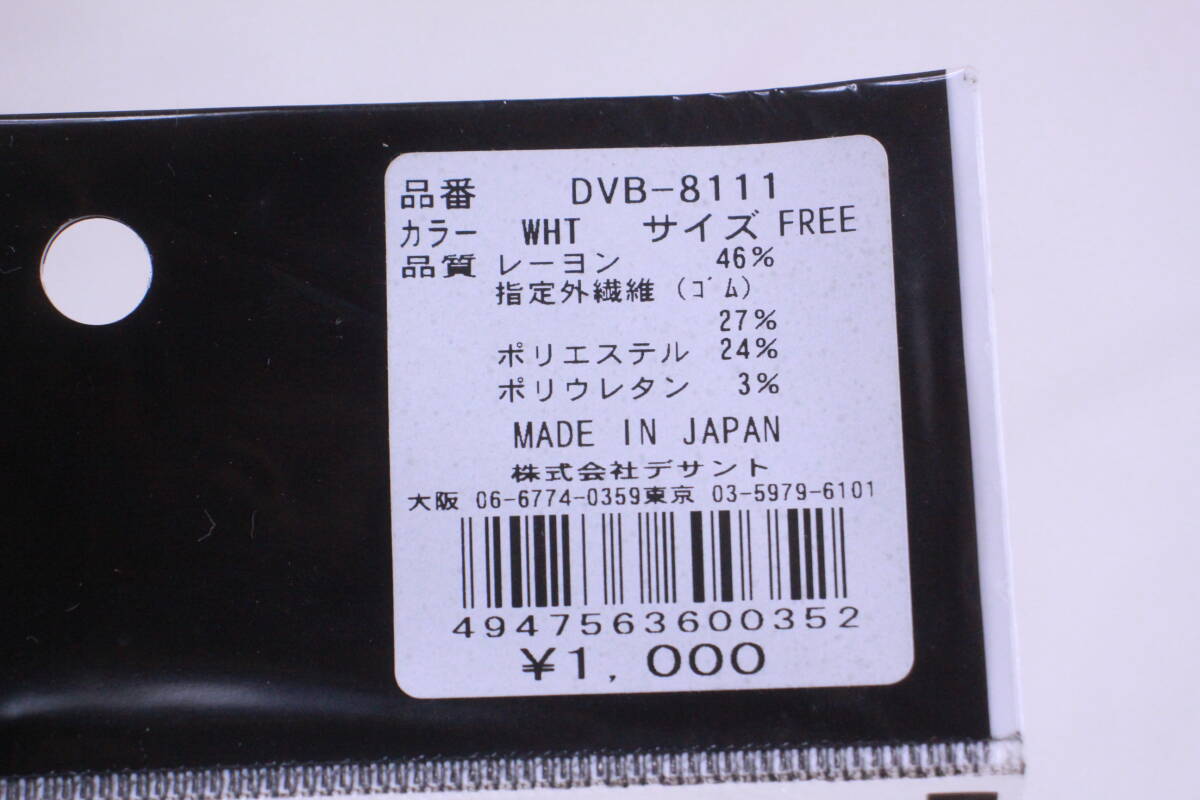 品番 DVB-8111
カラー WHT サイズ FREE
品質 レーヨン 46%
指定外繊維(ゴム)
27%
ポリエステル 24%
ポリウレタン 3%
MADE IN JAPAN
株式会社デサント
大阪 06-6774-0359東京 03-5979-6101
4947563600352
¥1,000